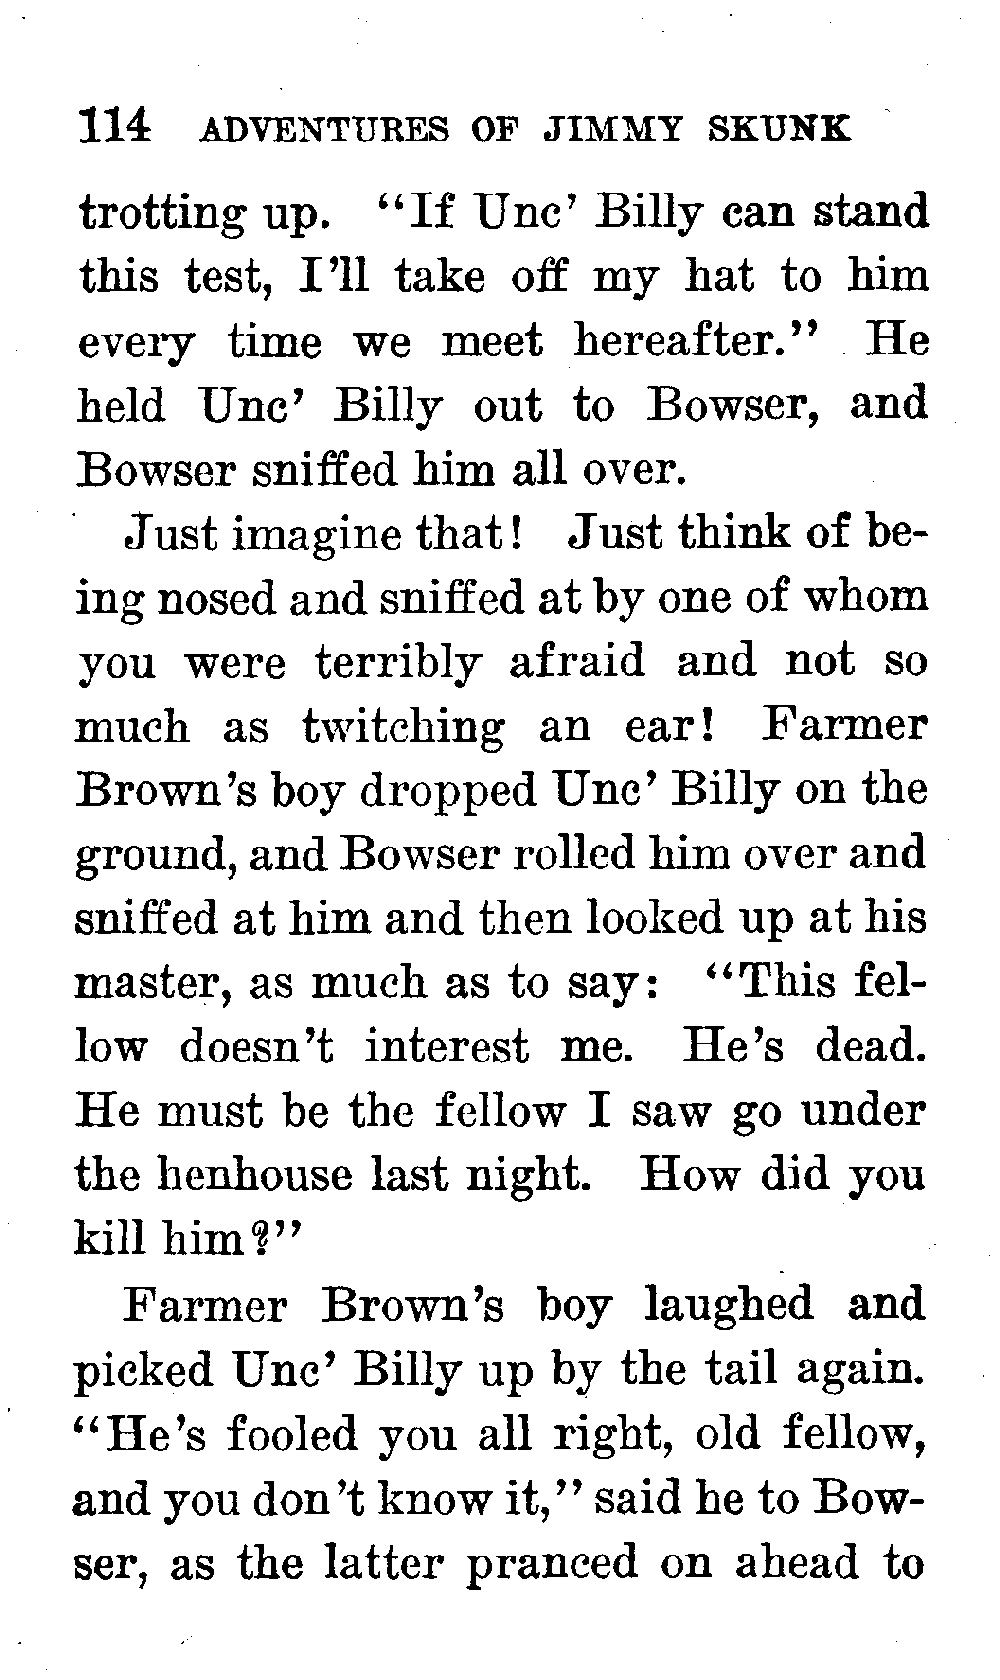 114 ADVENTURES OF JIMMY SKUNK
trotting up. "If Unc' Billy can stand
this test, I'll take off my hat to him
every time we meet hereafter." He
held Unc' Billy out to Bowser, and
Bowser sniffed him all over.
Just imagine that! Just think of be-
ing nosed and sniffed at by one of whom
you were terribly afraid and not so
much as twitching an ear! Farmer
Brown's boy dropped Unc' Billy on the
ground, and Bowser rolled him over and
sniffed at him and then looked up at his
master, as much as to say: "This fel-
low doesn't interest me. He's dead.
He must be the fellow I saw go under
the henhouse last night. How did you
kill him?"
Farmer Brown's boy laughed and
picked Unc' Billy up by the tail again.
"He's fooled you all right, old fellow,
and you don't know it," said he to Bow-
ser, as the latter pranced on ahead to